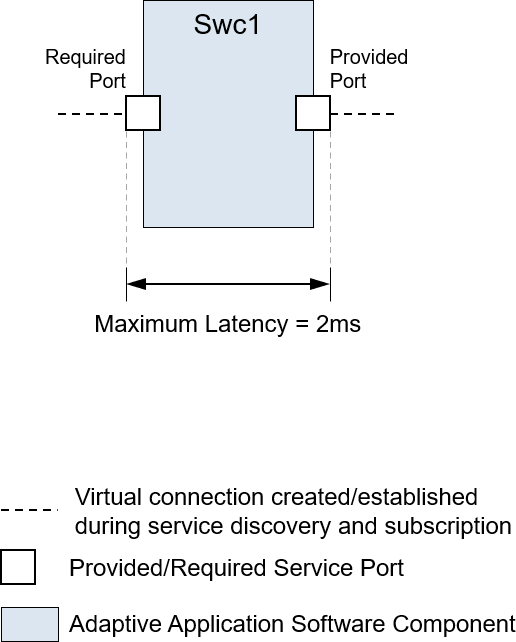 Swc1
Required
Port
Provided
Port
Maximum Latency = 2ms
Virtual connection created/established
during service discovery and subscription
Provided/Required Service Port
Adaptive Application Software Component